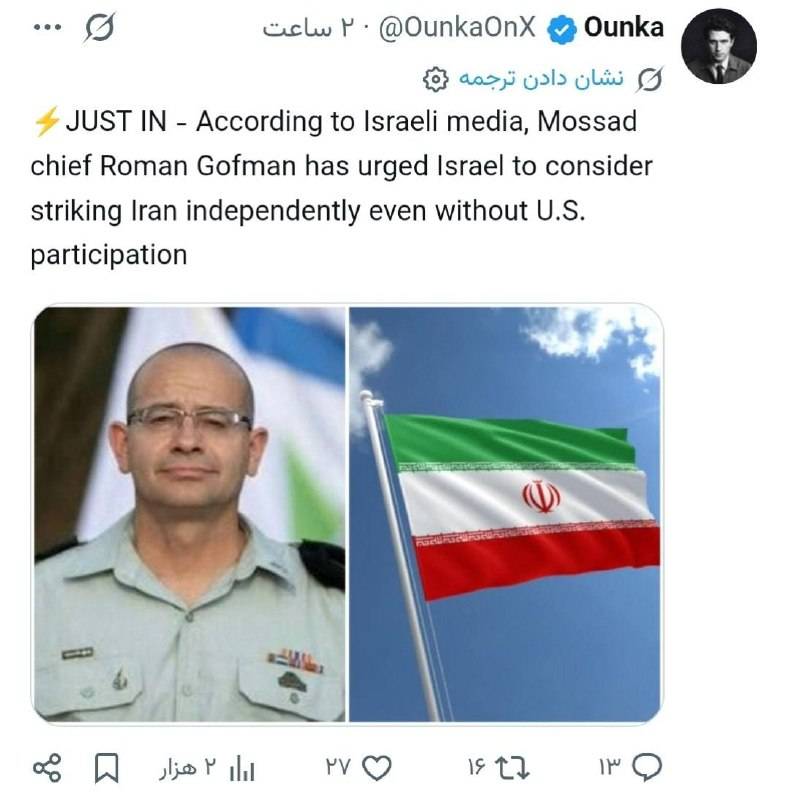 Ounka @OunkaOnX · ۲ ساعت
نشان دادن ترجمه
⚡JUST IN - According to Israeli media, Mossad
chief Roman Gofman has urged Israel to consider
striking Iran independently even without U.S.
participation
۱۳ ۱۶ ۲۷ ۲ هزار